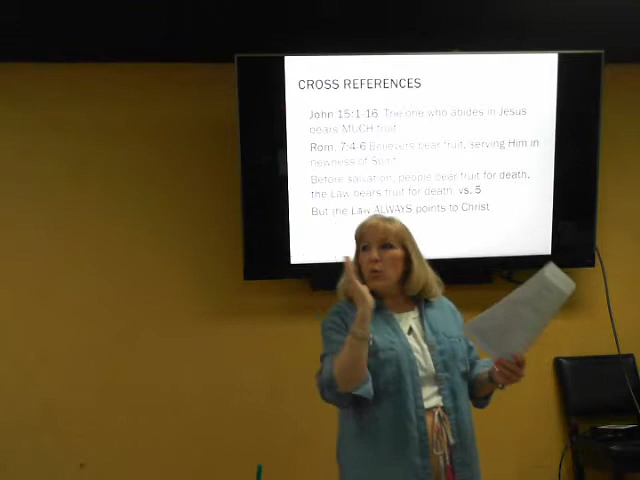 CROSS REFERENCES
John 15:1-16 The one who abides in Jesus
bears MUCH fruit
Rom. 7:4-6 Believers bear fruit, serving Him in
newness of Spirit
Before salvation, people bear fruit for death,
the Law bears fruit for death, vs. 5
But the Law ALWAYS points to Christ